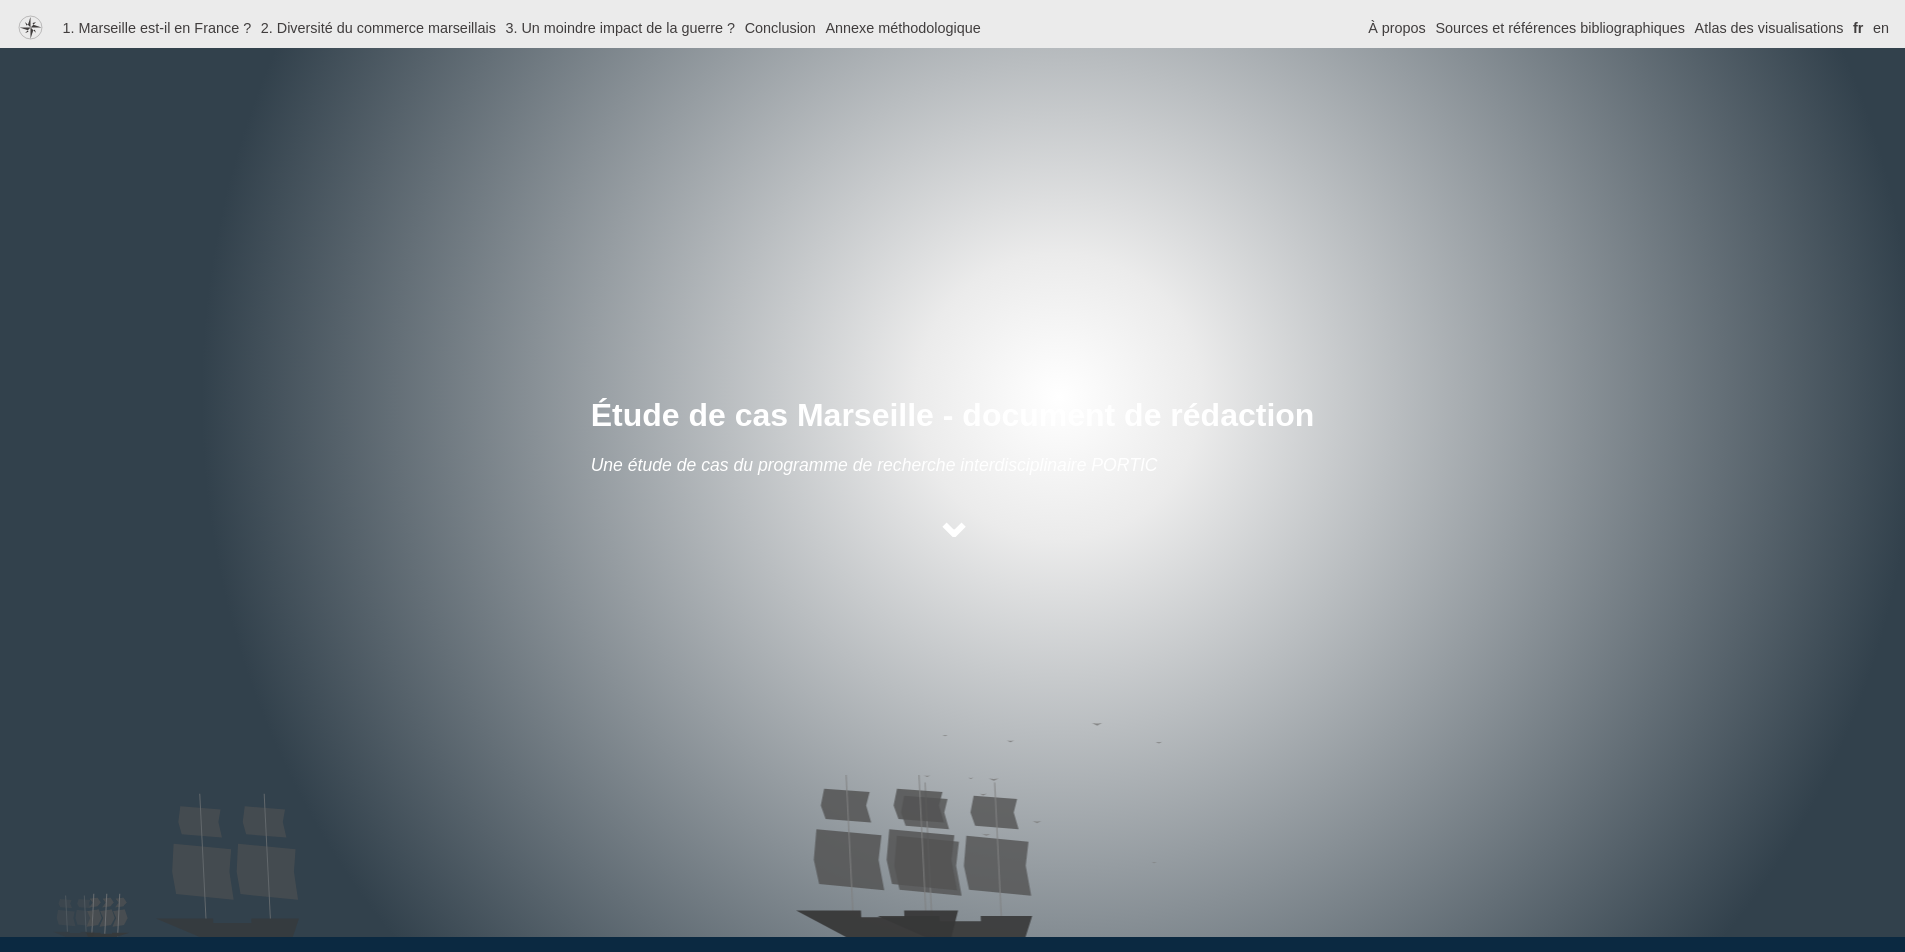 1. Marseille est-il en France ? 2. Diversité du commerce marseillais 3. Un moindre impact de la guerre ? Conclusion Annexe méthodologique À propos Sources et références bibliographiques Atlas des visualisations fr en
Étude de cas Marseille - document de rédaction
Une étude de cas du programme de recherche interdisciplinaire PORTIC